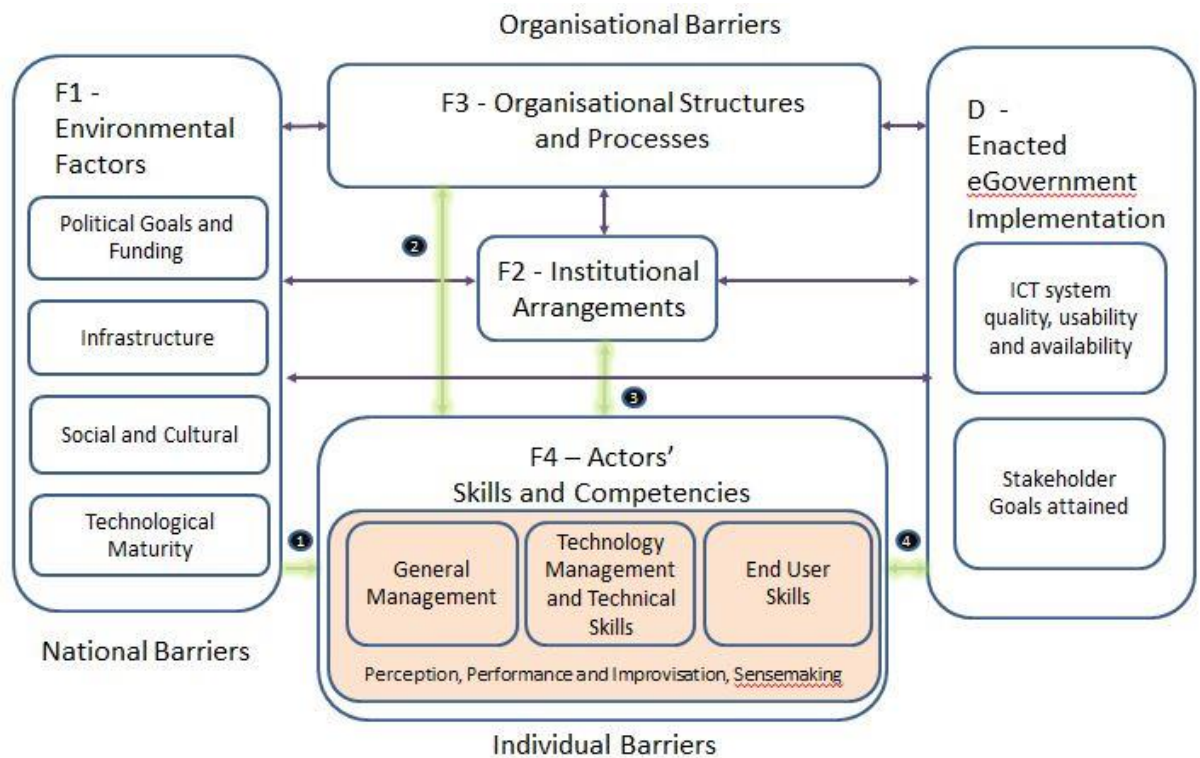 Organisational Barriers
F1 -
Environmental
Factors
Political Goals and
Funding
Infrastructure
Social and Cultural
Technological
Maturity
National Barriers
F3 - Organisational Structures
and Processes
2
F2 - Institutional
Arrangements
3
1
F4 – Actors’
Skills and Competencies
General
Management
Technology
Management
and Technical
Skills
End User
Skills
Perception, Performance and Improvisation, Sensemaking
4
Individual Barriers
D -
Enacted
eGovernment
Implementation
ICT system
quality, usability
and availability
Stakeholder
Goals attained